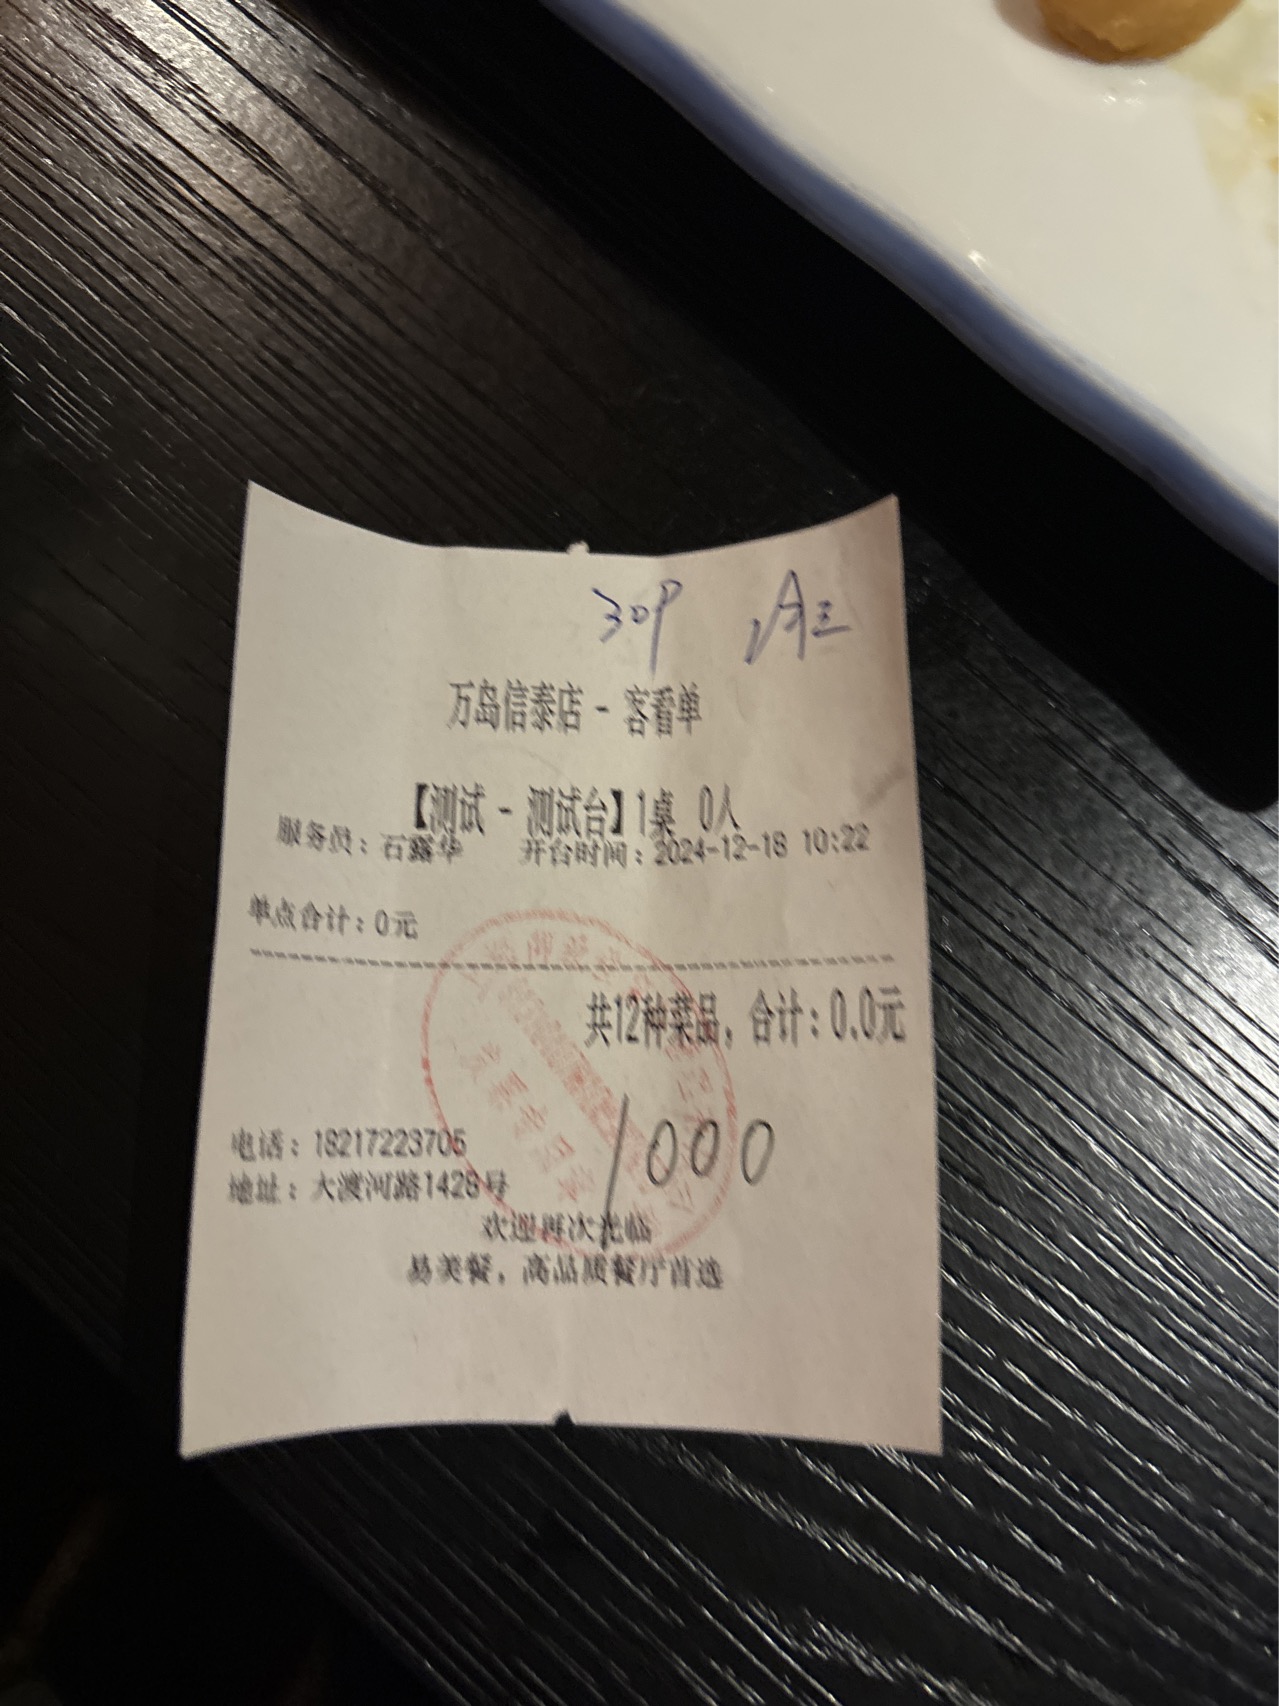 30P
万岛信泰店 - 客看单
【测试 - 测试台】1桌 0人
服务员：石露华 开台时间：2024-12-18 10:22
单点合计：0元
共12种菜品，合计：0.0元
1000
电话：18217223705
地址：大渡河路1428号
欢迎再次光临
易美餐，高品质餐厅首选